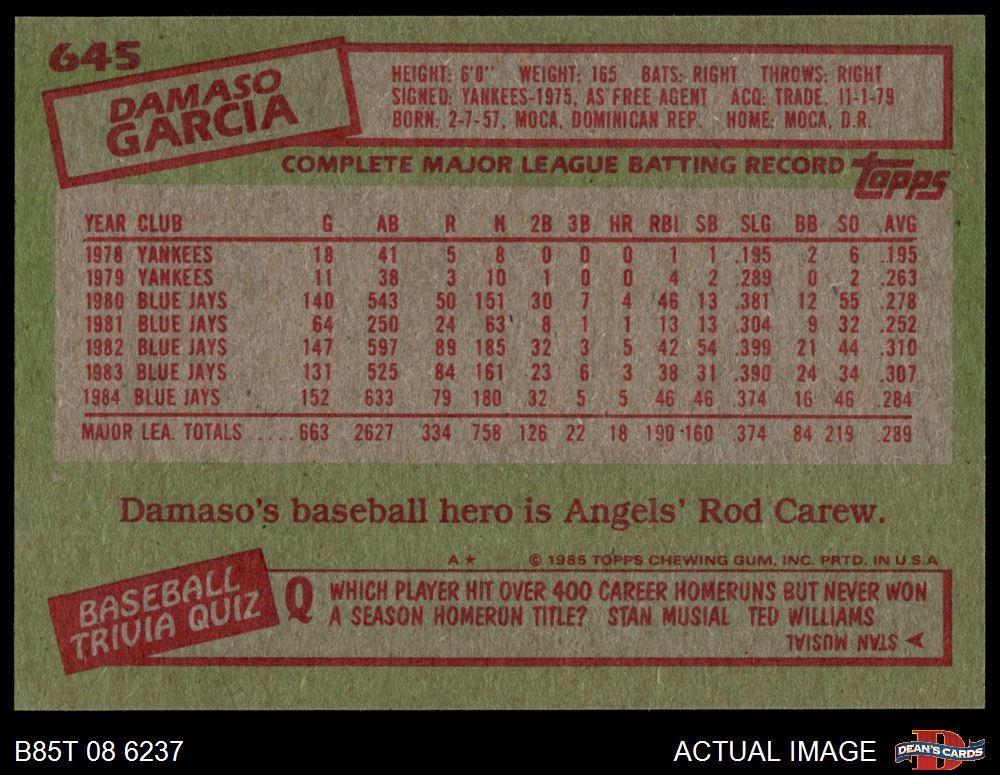 645
DAMASO
GARCIA
HEIGHT: 6'0" WEIGHT: 165 BATS: RIGHT THROWS: RIGHT
SIGNED: YANKEES-1975, AS FREE AGENT ACQ: TRADE, 11-1-79
BORN: 2-7-57, MOCA, DOMINICAN REP. HOME: MOCA, D.R.
COMPLETE MAJOR LEAGUE BATTING RECORD topps
YEAR CLUB G AB R H 2B 3B HR RBI SB SLG BB SO AVG
1978 YANKEES 18 41 5 8 0 0 0 1 1 .195 2 6 .195
1979 YANKEES 11 38 3 10 1 0 0 4 2 .289 0 2 .263
1980 BLUE JAYS 140 543 50 151 30 7 4 46 13 .381 12 55 .278
1981 BLUE JAYS 64 250 24 63 8 1 1 13 13 .304 9 32 .252
1982 BLUE JAYS 147 597 89 185 32 3 5 42 54 .399 21 44 .310
1983 BLUE JAYS 131 525 84 161 23 6 3 38 31 .390 24 34 .307
1984 BLUE JAYS 152 633 79 180 32 5 5 46 46 .374 16 46 .284
MAJOR LEA. TOTALS .... 663 2627 334 758 126 22 18 190 160 .374 84 219 .289
Damaso's baseball hero is Angels' Rod Carew.
A* © 1985 TOPPS CHEWING GUM, INC. PRTD. IN U.S.A
BASEBALL
TRIVIA QUIZ
Q WHICH PLAYER HIT OVER 400 CAREER HOMERUNS BUT NEVER WON
A SEASON HOMERUN TITLE? STAN MUSIAL TED WILLIAMS
STAN MUSIAL
B85T 08 6237
ACTUAL IMAGE
D
DEAN'S CARDS